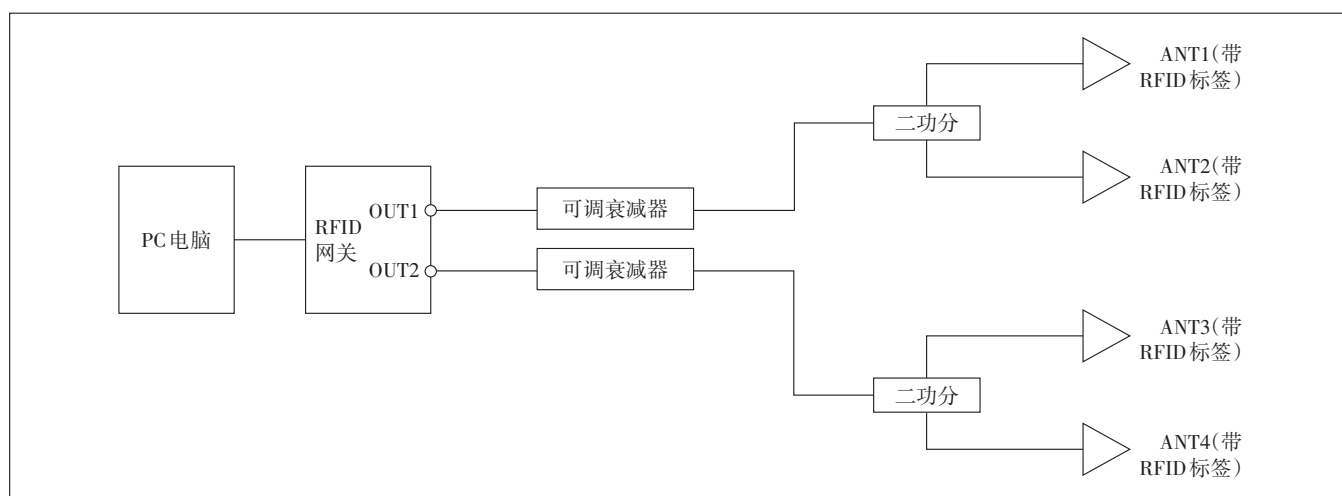 ANT1(带
RFID标签)
二功分
ANT2(带
RFID标签)
PC电脑
RFID
网关
OUT1
OUT2
可调衰减器
可调衰减器
ANT3(带
RFID标签)
二功分
ANT4(带
RFID标签)